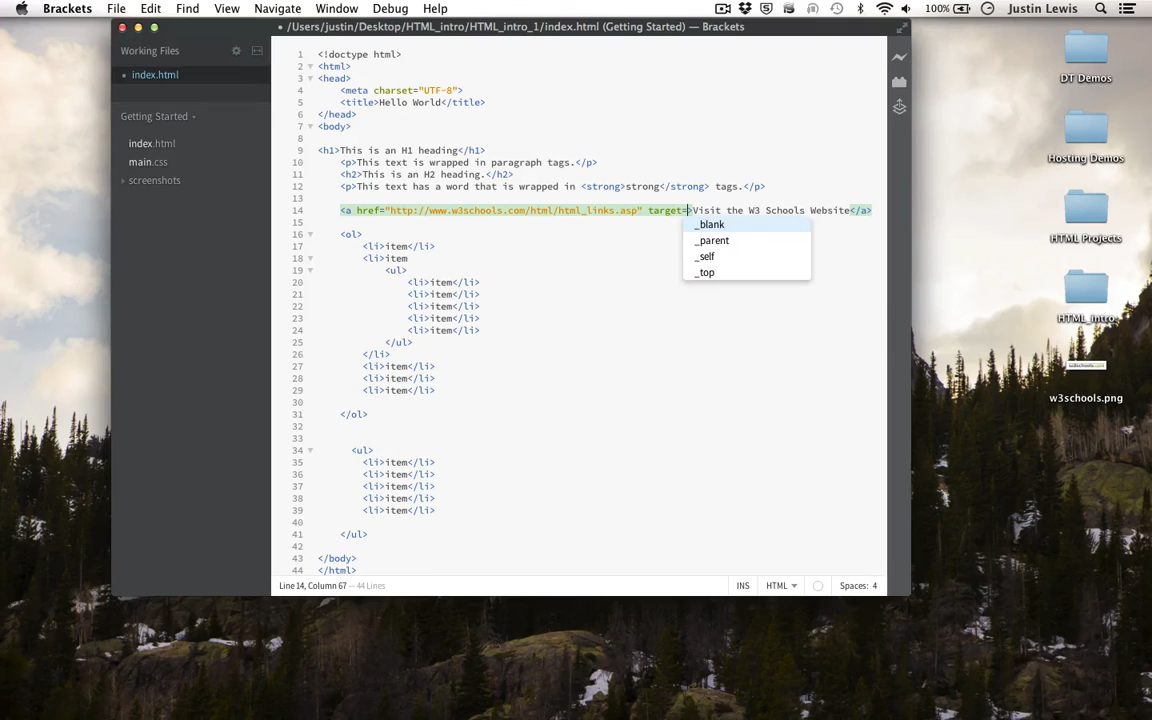 Brackets File Edit Find View Navigate Window Debug Help 100% Justin Lewis
• /Users/justin/Desktop/HTML_intro/HTML_intro_1/index.html (Getting Started) — Brackets
Working Files
• index.html
Getting Started
index.html
main.css
screenshots
1 <!doctype html>
2 <html>
3 <head>
4 <meta charset="UTF-8">
5 <title>Hello World</title>
6 </head>
7 <body>
8
9 <h1>This is an H1 heading</h1>
10 <p>This text is wrapped in paragraph tags.</p>
11 <h2>This is an H2 heading.</h2>
12 <p>This text has a word that is wrapped in <strong>strong</strong> tags.</p>
13
14 <a href="http://www.w3schools.com/html/html_links.asp" target=>Visit the W3 Schools Website</a>
_blank
_parent
_self
_top
15
16 <ol>
17 <li>item</li>
18 <li>item
19 <ul>
20 <li>item</li>
21 <li>item</li>
22 <li>item</li>
23 <li>item</li>
24 <li>item</li>
25 </ul>
26 </li>
27 <li>item</li>
28 <li>item</li>
29 <li>item</li>
30
31 </ol>
32
33
34 <ul>
35 <li>item</li>
36 <li>item</li>
37 <li>item</li>
38 <li>item</li>
39 <li>item</li>
40
41 </ul>
42
43 </body>
44 </html>
Line 14, Column 67 — 44 Lines
INS HTML Spaces: 4
DT Demos
Hosting Demos
HTML Projects
HTML_intro
w3schools.png